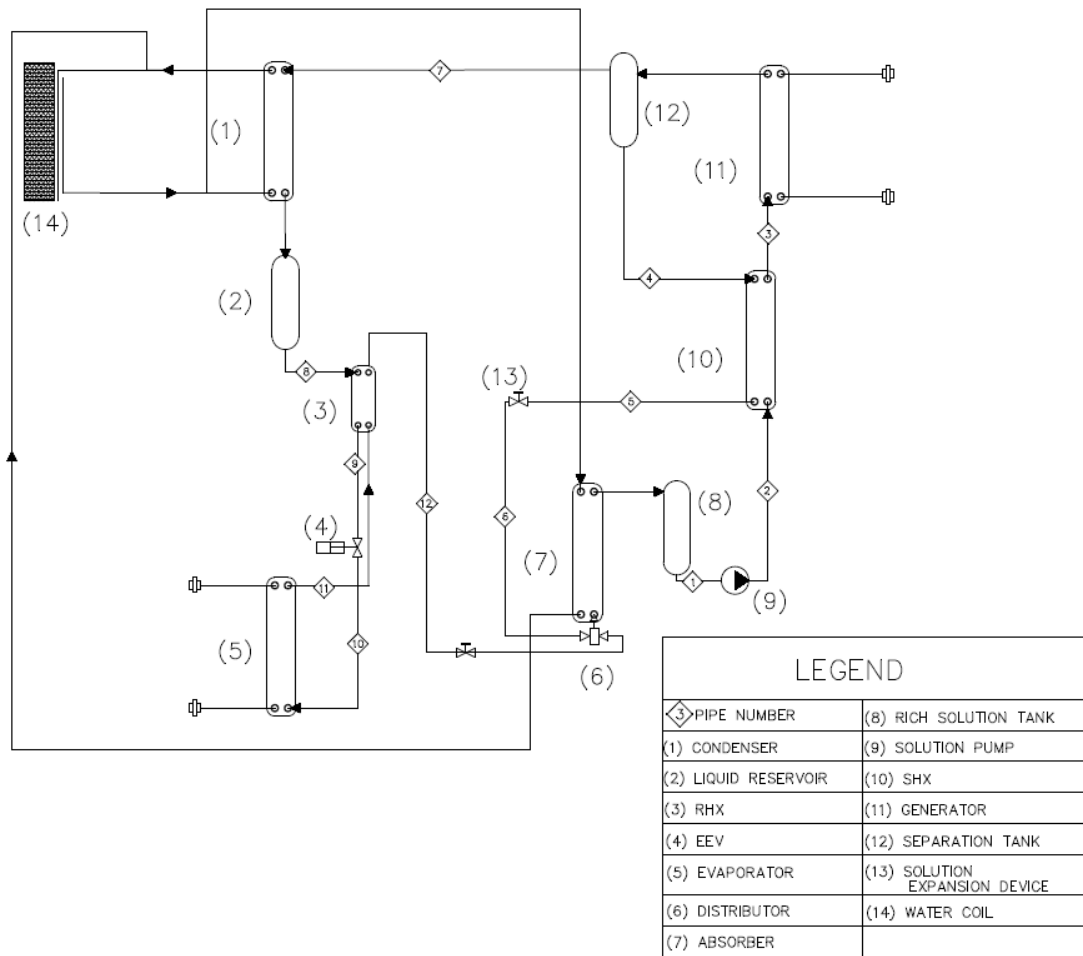 7
(12)
(1)
(11)
(14)
3
4
(2)
(10)
(13)
8
(3)
5
9
12
6
2
(8)
(4)
(7)
1
(9)
11
10
(5)
(6)
LEGEND
3 PIPE NUMBER
(8) RICH SOLUTION TANK
(1) CONDENSER
(9) SOLUTION PUMP
(2) LIQUID RESERVOIR
(10) SHX
(3) RHX
(11) GENERATOR
(4) EEV
(12) SEPARATION TANK
(5) EVAPORATOR
(13) SOLUTION
EXPANSION DEVICE
(6) DISTRIBUTOR
(14) WATER COIL
(7) ABSORBER